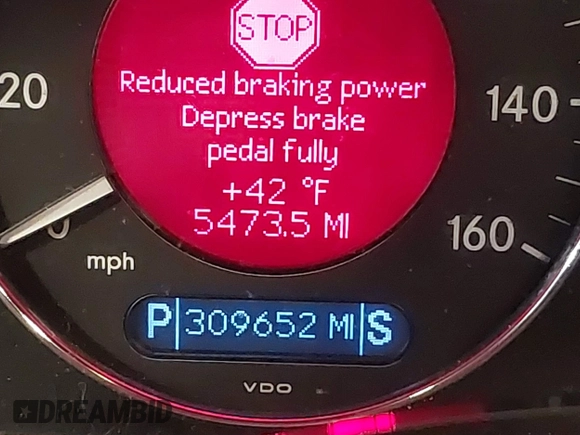 STOP
Reduced braking power
Depress brake
pedal fully
+42 °F
5473.5 MI
20
140
0
160
mph
P 309652 MI S
VDO
DREAMBID